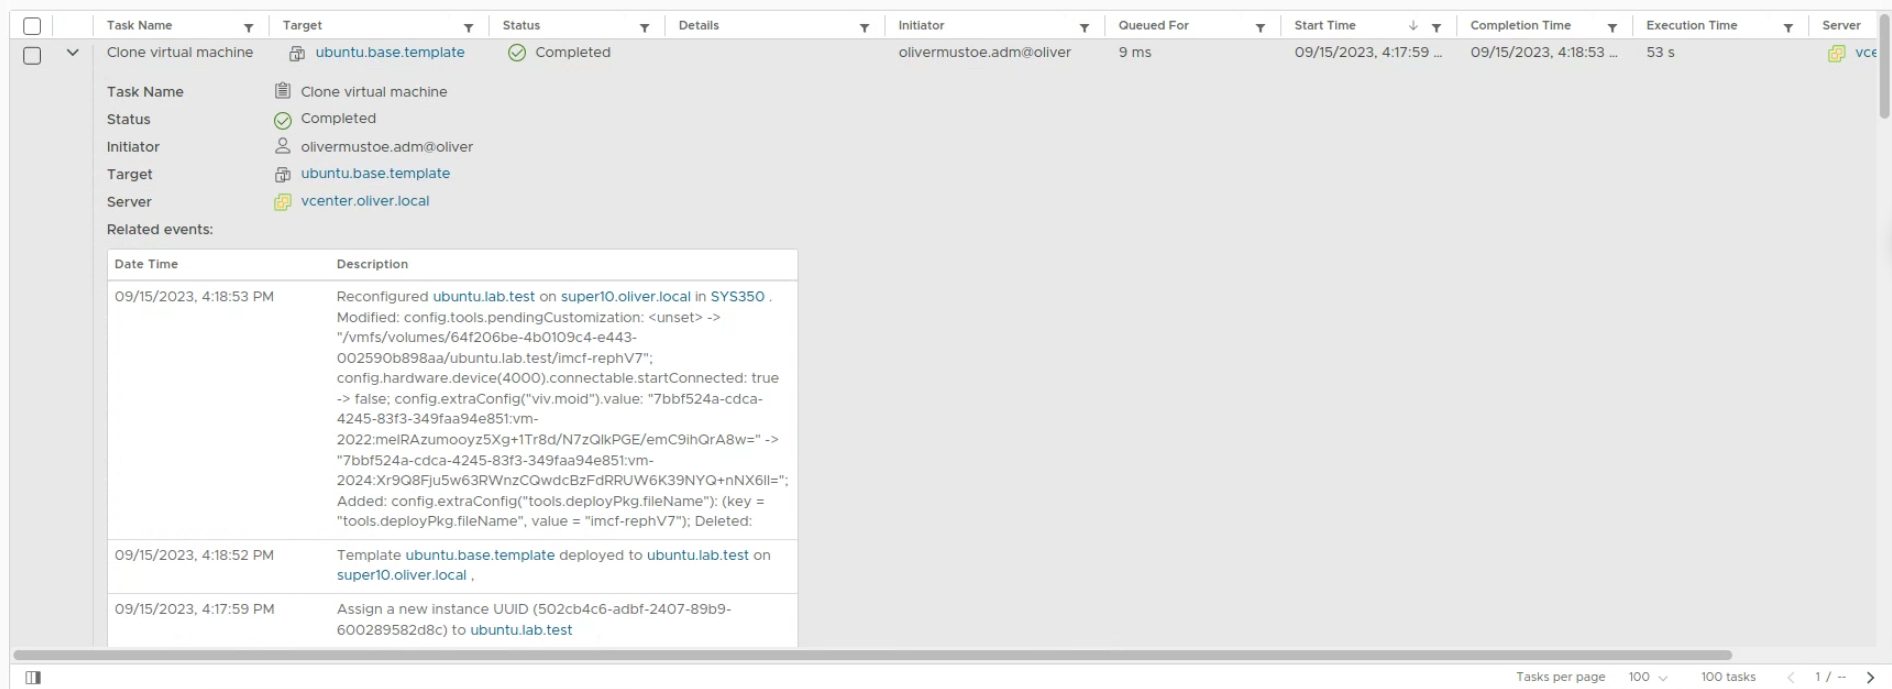 Task Name Target Status Details Initiator Queued For Start Time Completion Time Execution Time Server
Clone virtual machine ubuntu.base.template Completed olivermustoe.adm@oliver 9 ms 09/15/2023, 4:17:59 ... 09/15/2023, 4:18:53 ... 53 s vce
Task Name Clone virtual machine
Status Completed
Initiator olivermustoe.adm@oliver
Target ubuntu.base.template
Server vcenter.oliver.local
Related events:
Date Time Description
09/15/2023, 4:18:53 PM Reconfigured ubuntu.lab.test on super10.oliver.local in SYS350 .
Modified: config.tools.pendingCustomization: <unset> ->
"/vmfs/volumes/64f206be-4b0109c4-e443-
002590b898aa/ubuntu.lab.test/imcf-rephV7";
config.hardware.device(4000).connectable.startConnected: true
-> false; config.extraConfig("viv.moid").value: "7bbf524a-cdca-
4245-83f3-349faa94e851:vm-
2022:melRAzumooyz5Xg+1Tr8d/N7zQlkPGE/emC9ihQrA8w=" ->
"7bbf524a-cdca-4245-83f3-349faa94e851:vm-
2024:Xr9Q8Fju5w63RWnzCQwdcBzFdRRUW6K39NYQ+nNX6lI=";
Added: config.extraConfig("tools.deployPkg.fileName"): (key =
"tools.deployPkg.fileName", value = "imcf-rephV7"); Deleted:
09/15/2023, 4:18:52 PM Template ubuntu.base.template deployed to ubuntu.lab.test on
super10.oliver.local ,
09/15/2023, 4:17:59 PM Assign a new instance UUID (502cb4c6-adbf-2407-89b9-
600289582d8c) to ubuntu.lab.test
Tasks per page 100 100 tasks 1 / --